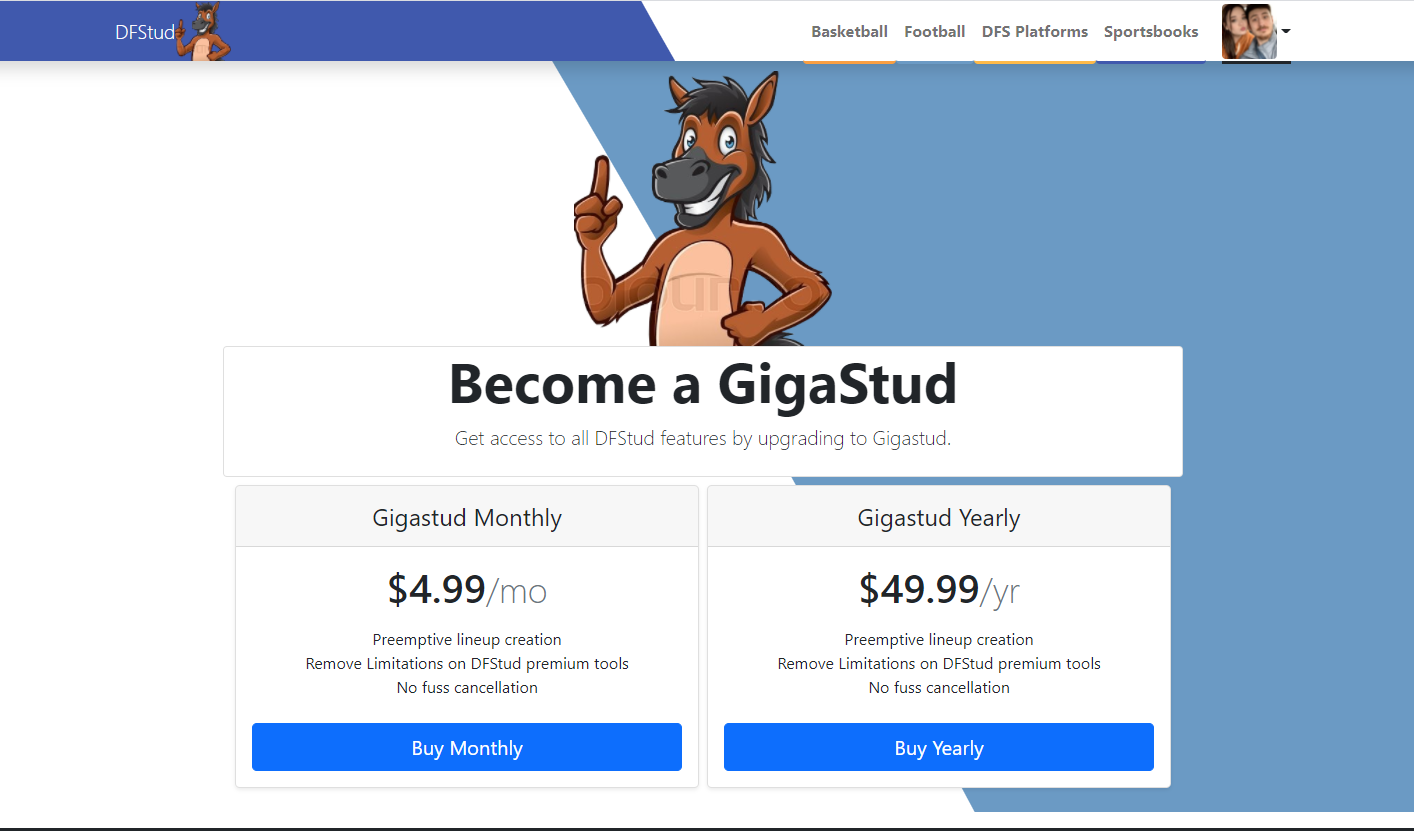 DFStud
Basketball
Football
DFS Platforms
Sportsbooks
Become a GigaStud
Get access to all DFStud features by upgrading to Gigastud.
Gigastud Monthly
$4.99/mo
Preemptive lineup creation
Remove Limitations on DFStud premium tools
No fuss cancellation
Buy Monthly
Gigastud Yearly
$49.99/yr
Preemptive lineup creation
Remove Limitations on DFStud premium tools
No fuss cancellation
Buy Yearly